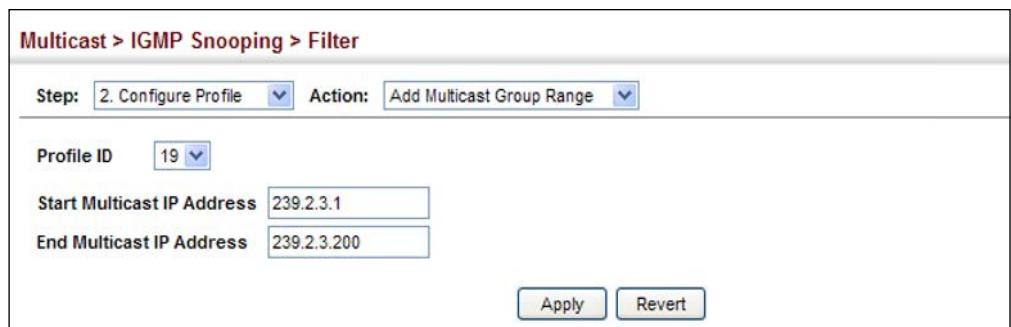 Multicast > IGMP Snooping > Filter
Step: 2. Configure Profile Action: Add Multicast Group Range
Profile ID 19
Start Multicast IP Address 239.2.3.1
End Multicast IP Address 239.2.3.200
Apply Revert